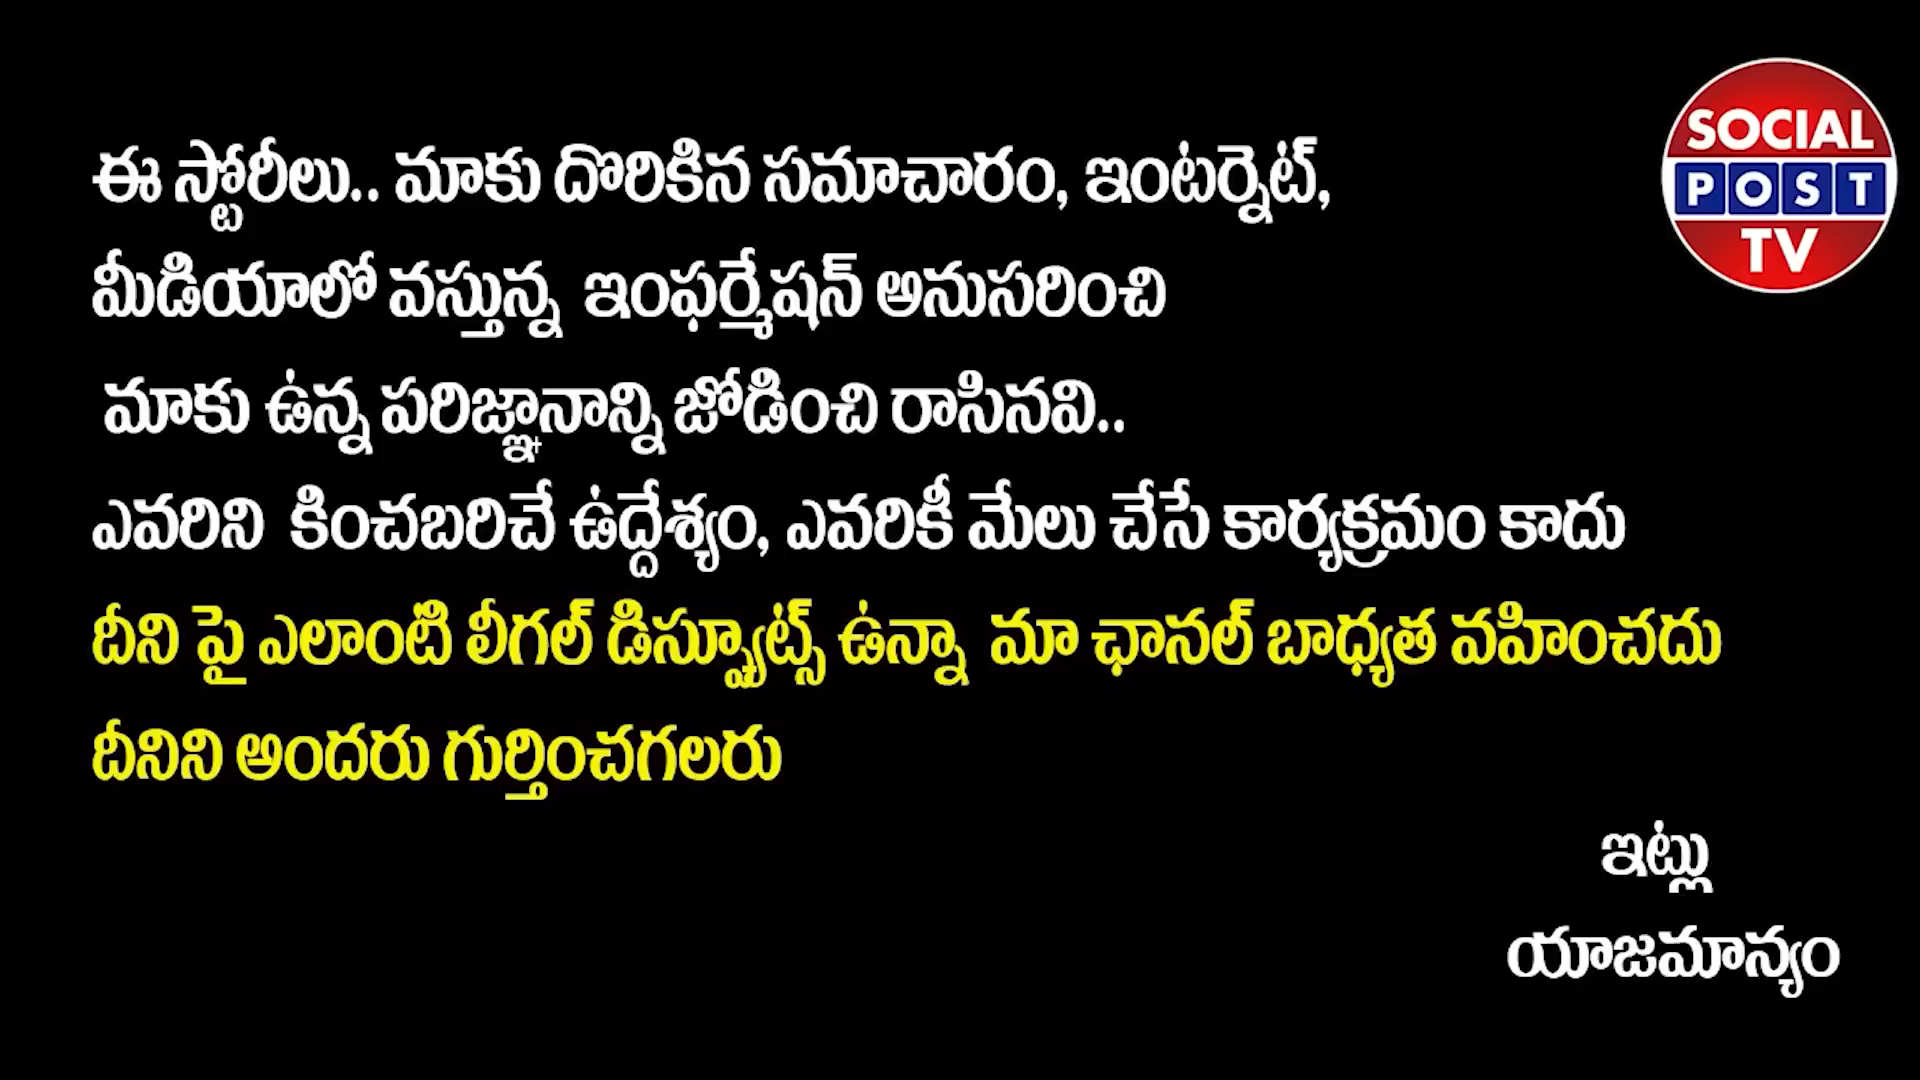 SOCIAL
POST
TV
ఈ స్టోరీలు.. మాకు దొరికిన సమాచారం, ఇంటర్నెట్,
మీడియాలో వస్తున్న ఇంఫర్మేషన్ అనుసరించి
మాకు ఉన్న పరిజ్ఞానాన్ని జోడించి రాసినవి..
ఎవరిని కించబరిచే ఉద్దేశ్యం, ఎవరికీ మేలు చేసే కార్యక్రమం కాదు
దీని పై ఎలాంటి లీగల్ డిస్ప్యూట్స్ ఉన్నా మా ఛానల్ బాధ్యత వహించదు
దీనిని అందరు గుర్తించగలరు
ఇట్లు
యాజమాన్యం